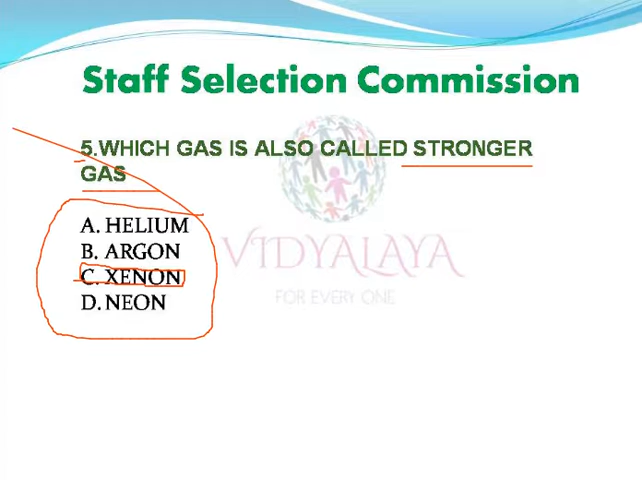 Staff Selection Commission
5.WHICH GAS IS ALSO CALLED STRONGER
GAS
A. HELIUM
B. ARGON
C. XENON
D. NEON
VIDYALAYA
FOR EVERY ONE